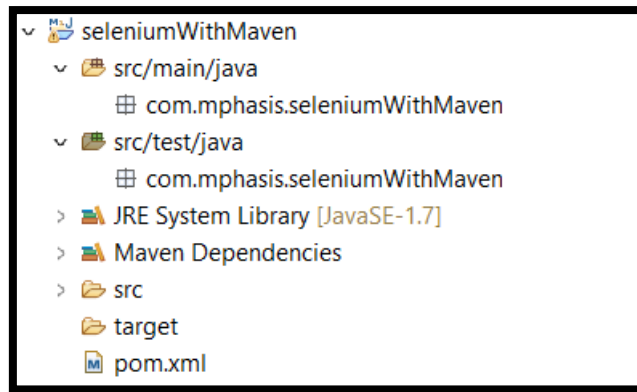 seleniumWithMaven
src/main/java
com.mphasis.seleniumWithMaven
src/test/java
com.mphasis.seleniumWithMaven
JRE System Library [JavaSE-1.7]
Maven Dependencies
src
target
pom.xml